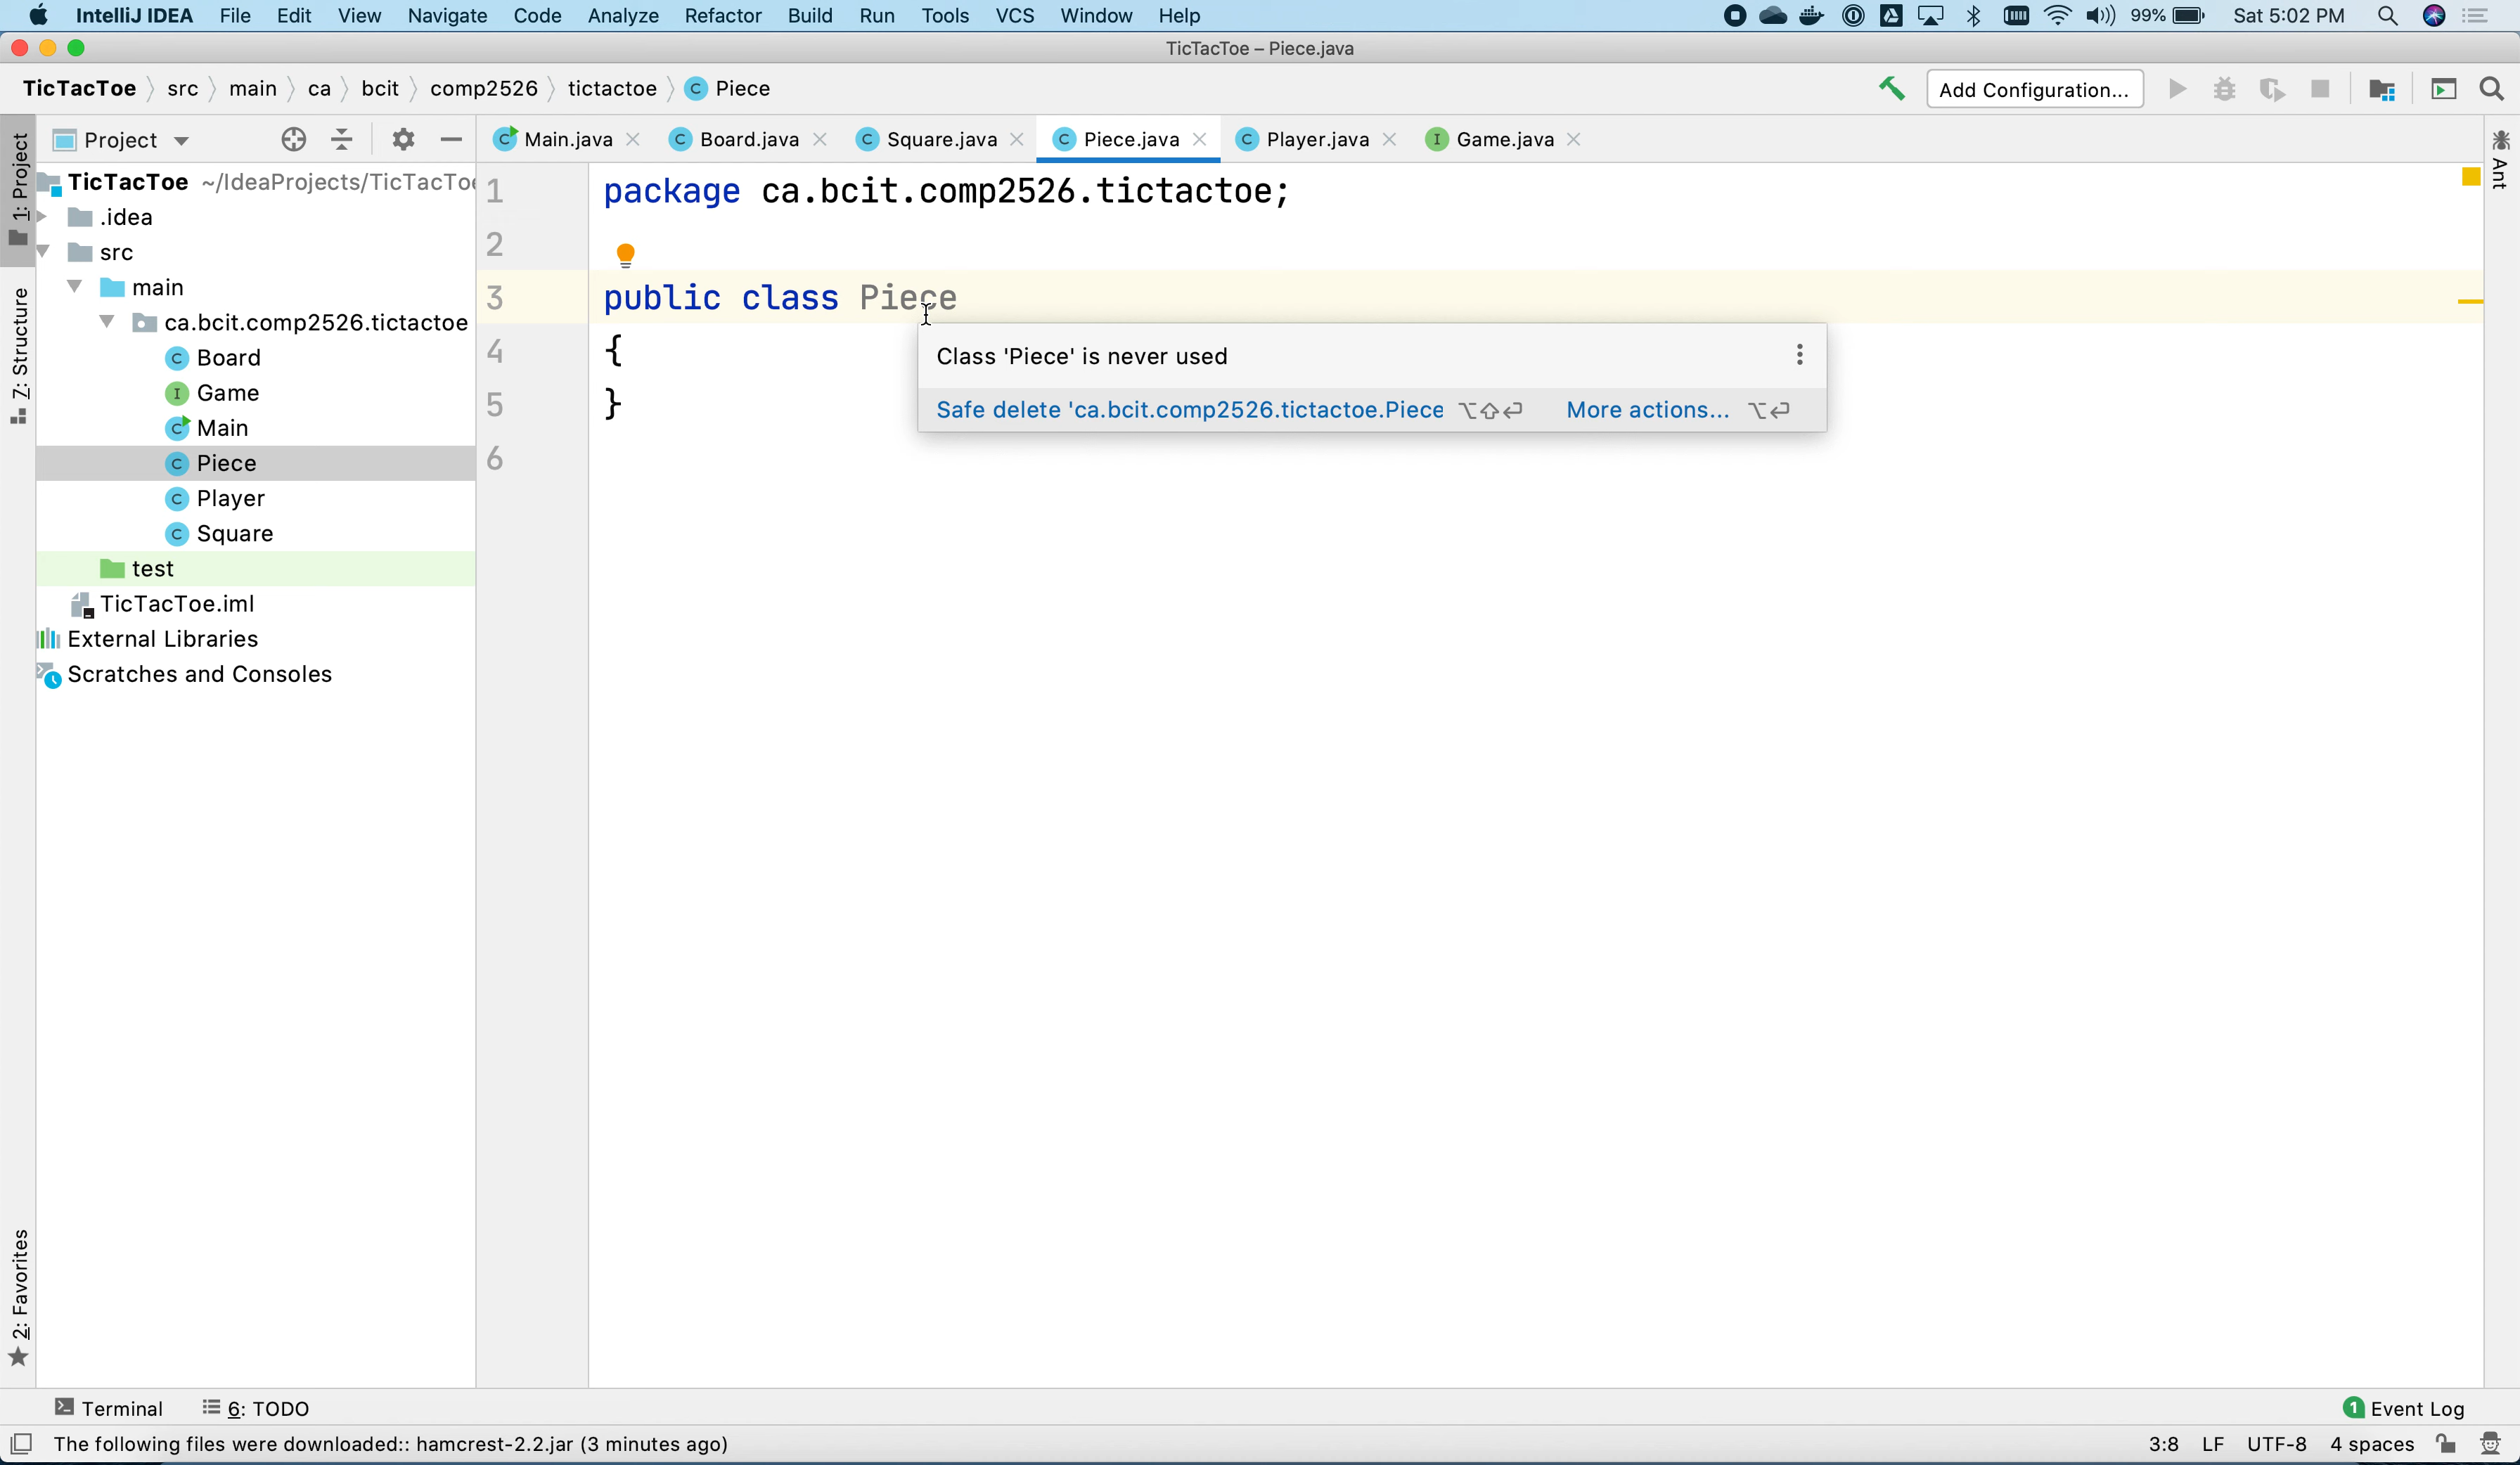 IntelliJ IDEA File Edit View Navigate Code Analyze Refactor Build Run Tools VCS Window Help 99% Sat 5:02 PM
TicTacToe – Piece.java
TicTacToe src main ca bcit comp2526 tictactoe C Piece Add Configuration...
Project Main.java Board.java Square.java Piece.java Player.java Game.java
1: Project
7: Structure
2: Favorites
Ant
TicTacToe ~/IdeaProjects/TicTacToe
.idea
src
main
ca.bcit.comp2526.tictactoe
C Board
I Game
C Main
C Piece
C Player
C Square
test
TicTacToe.iml
External Libraries
Scratches and Consoles
1 package ca.bcit.comp2526.tictactoe;
2
3 public class Piece
4 {
5 }
6
Class 'Piece' is never used
Safe delete 'ca.bcit.comp2526.tictactoe.Piece ⌥⇧⏎ More actions... ⌥⏎
Terminal 6: TODO 1 Event Log
The following files were downloaded:: hamcrest-2.2.jar (3 minutes ago) 3:8 LF UTF-8 4 spaces